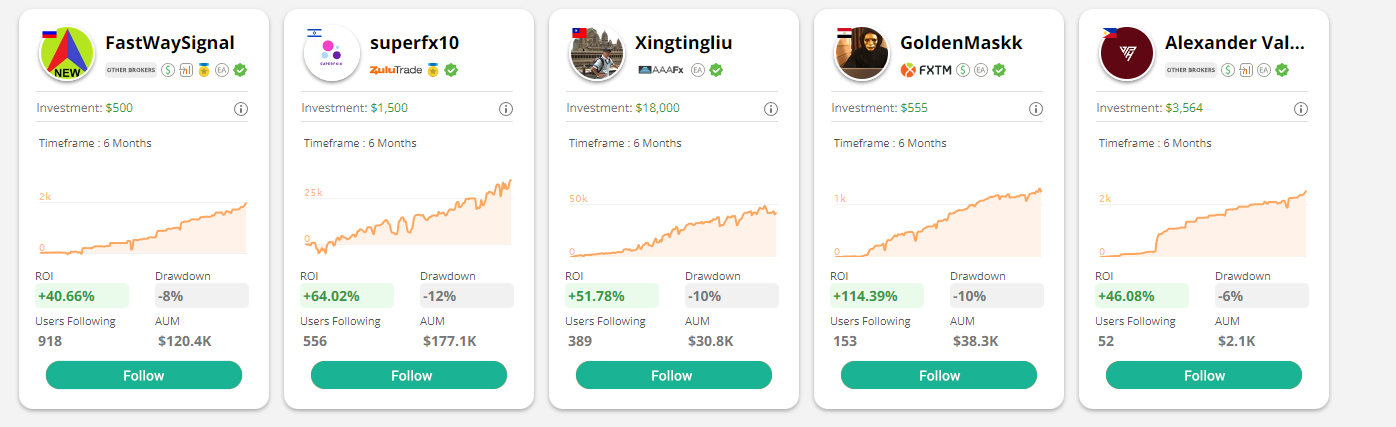 FastWaySignal
NEW
OTHER BROKERS
EA
Investment: $500
Timeframe : 6 Months
2k
0
ROI
Drawdown
+40.66%
-8%
Users Following
AUM
918
$120.4K
Follow
superfx10
SUPERFX10
ZuluTrade
Investment: $1,500
Timeframe : 6 Months
25k
0
ROI
Drawdown
+64.02%
-12%
Users Following
AUM
556
$177.1K
Follow
Xingtingliu
AAAFx
EA
Investment: $18,000
Timeframe : 6 Months
50k
0
ROI
Drawdown
+51.78%
-10%
Users Following
AUM
389
$30.8K
Follow
GoldenMaskk
FXTM
EA
Investment: $555
Timeframe : 6 Months
1k
0
ROI
Drawdown
+114.39%
-10%
Users Following
AUM
153
$38.3K
Follow
Alexander Val...
OTHER BROKERS
EA
Investment: $3,564
Timeframe : 6 Months
2k
0
ROI
Drawdown
+46.08%
-6%
Users Following
AUM
52
$2.1K
Follow